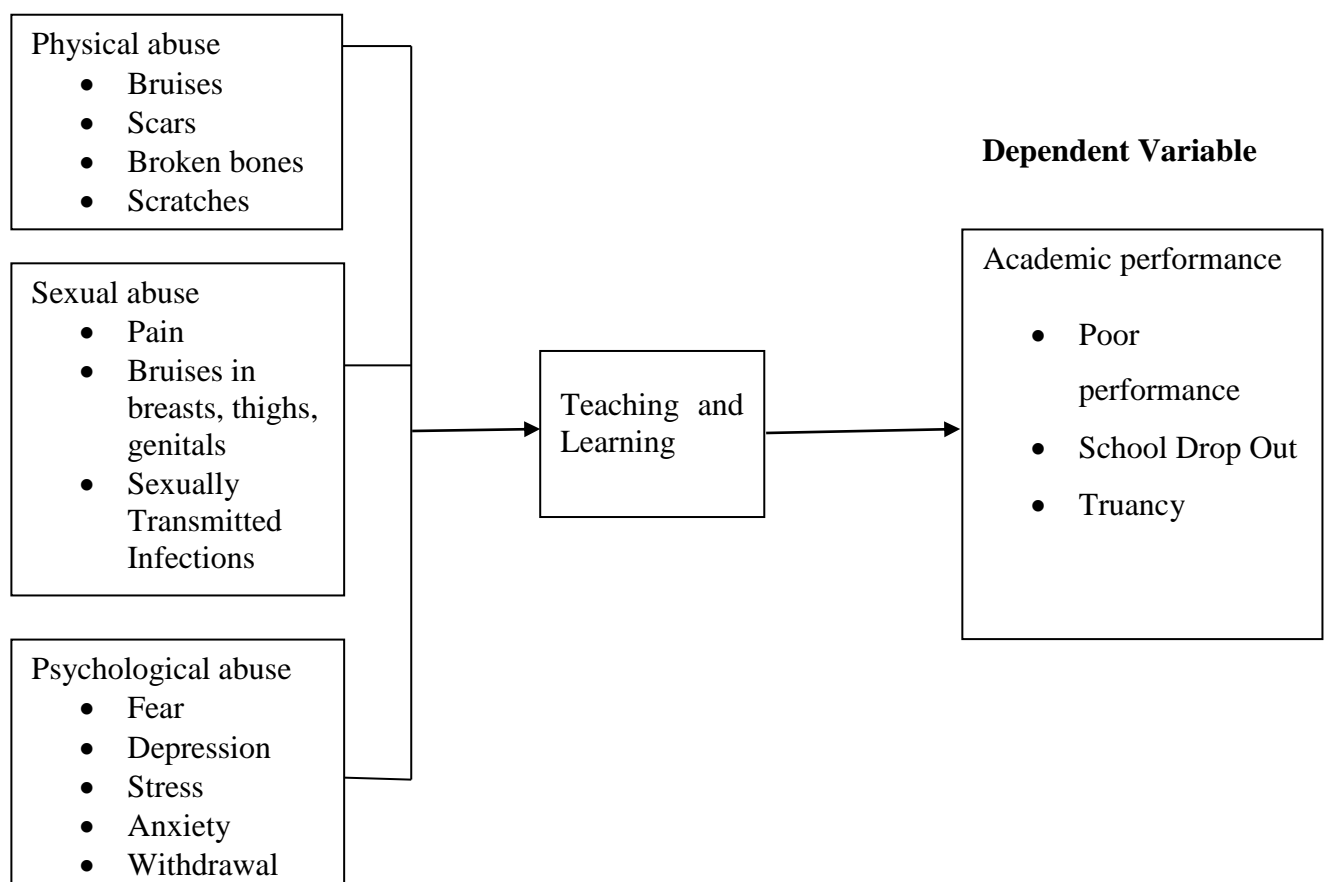 Physical abuse
• Bruises
• Scars
• Broken bones
• Scratches
Sexual abuse
• Pain
• Bruises in
breasts, thighs,
genitals
• Sexually
Transmitted
Infections
Psychological abuse
• Fear
• Depression
• Stress
• Anxiety
• Withdrawal
Teaching and
Learning
Dependent Variable
Academic performance
• Poor
performance
• School Drop Out
• Truancy